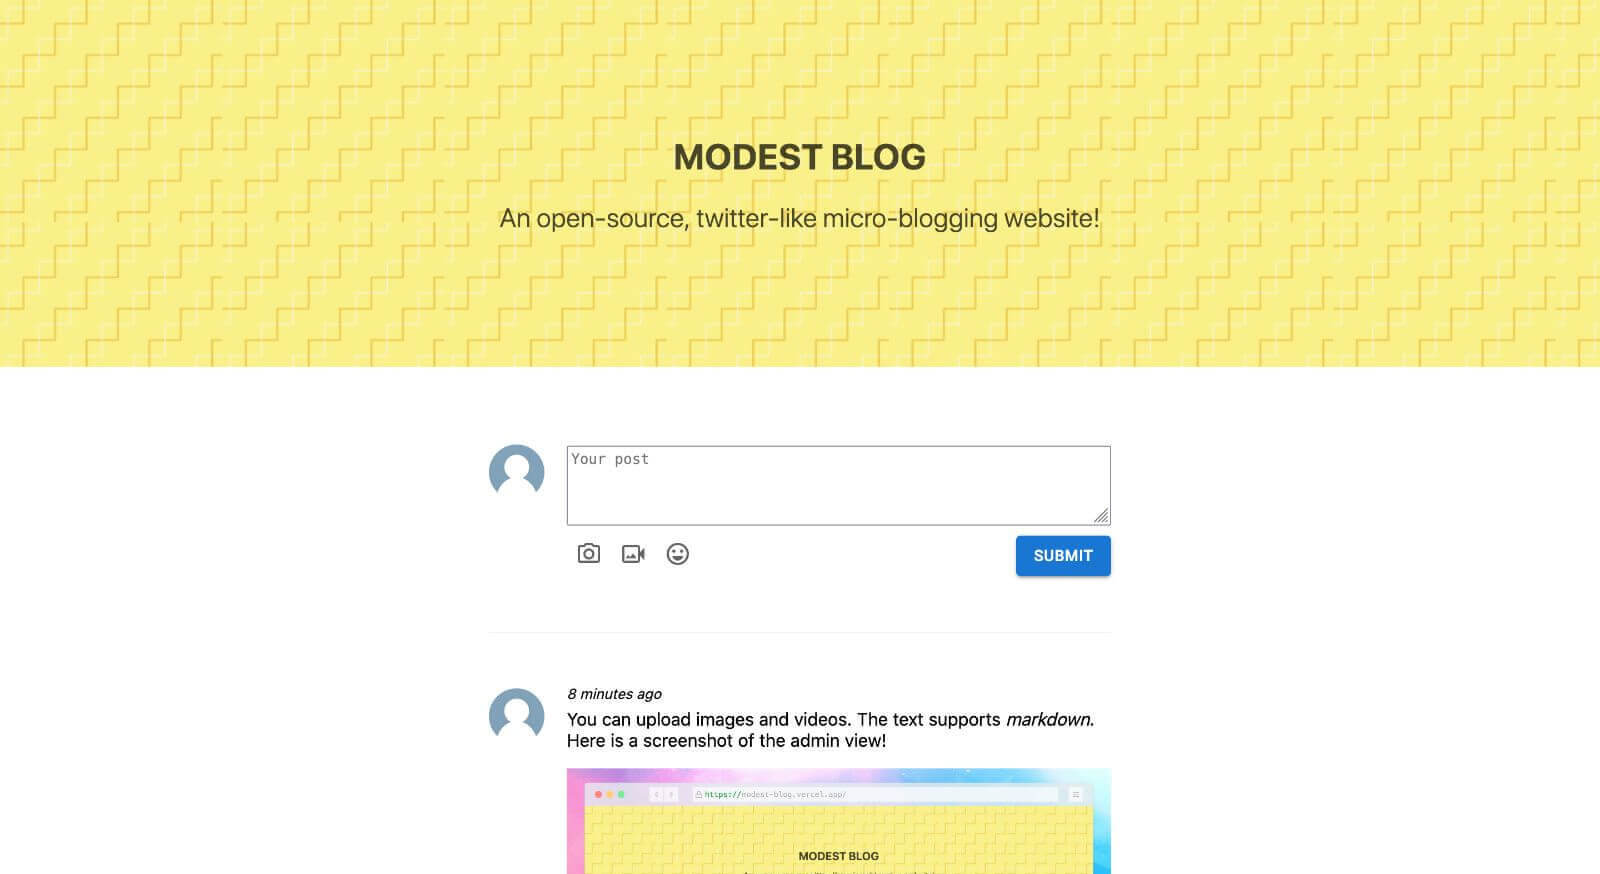 MODEST BLOG
An open-source, twitter-like micro-blogging website!
Your post
SUBMIT
8 minutes ago
You can upload images and videos. The text supports markdown.
Here is a screenshot of the admin view!
https://modest-blog.vercel.app/
MODEST BLOG